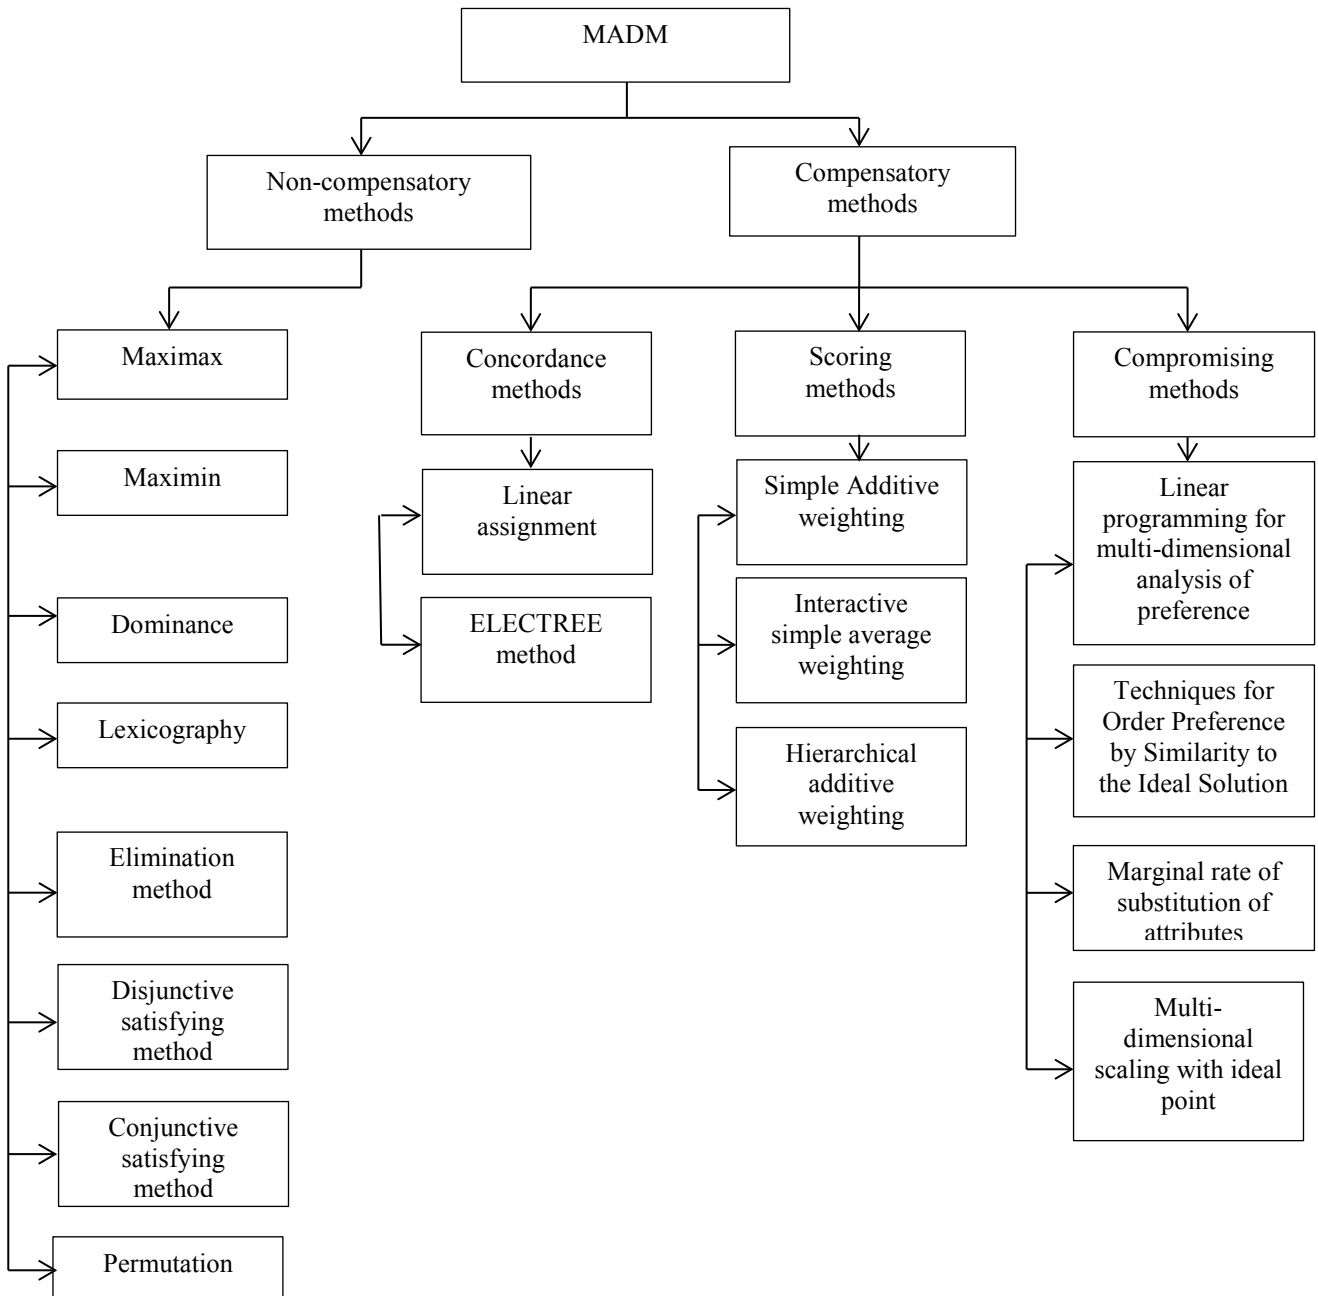 MADM
Non-compensatory
methods
Compensatory
methods
Maximax
Maximin
Dominance
Lexicography
Elimination
method
Disjunctive
satisfying
method
Conjunctive
satisfying
method
Permutation
Concordance
methods
Linear
assignment
ELECTREE
method
Scoring
methods
Simple Additive
weighting
Interactive
simple average
weighting
Hierarchical
additive
weighting
Compromising
methods
Linear
programming for
multi-dimensional
analysis of
preference
Techniques for
Order Preference
by Similarity to
the Ideal Solution
Marginal rate of
substitution of
attributes
Multi-
dimensional
scaling with ideal
point